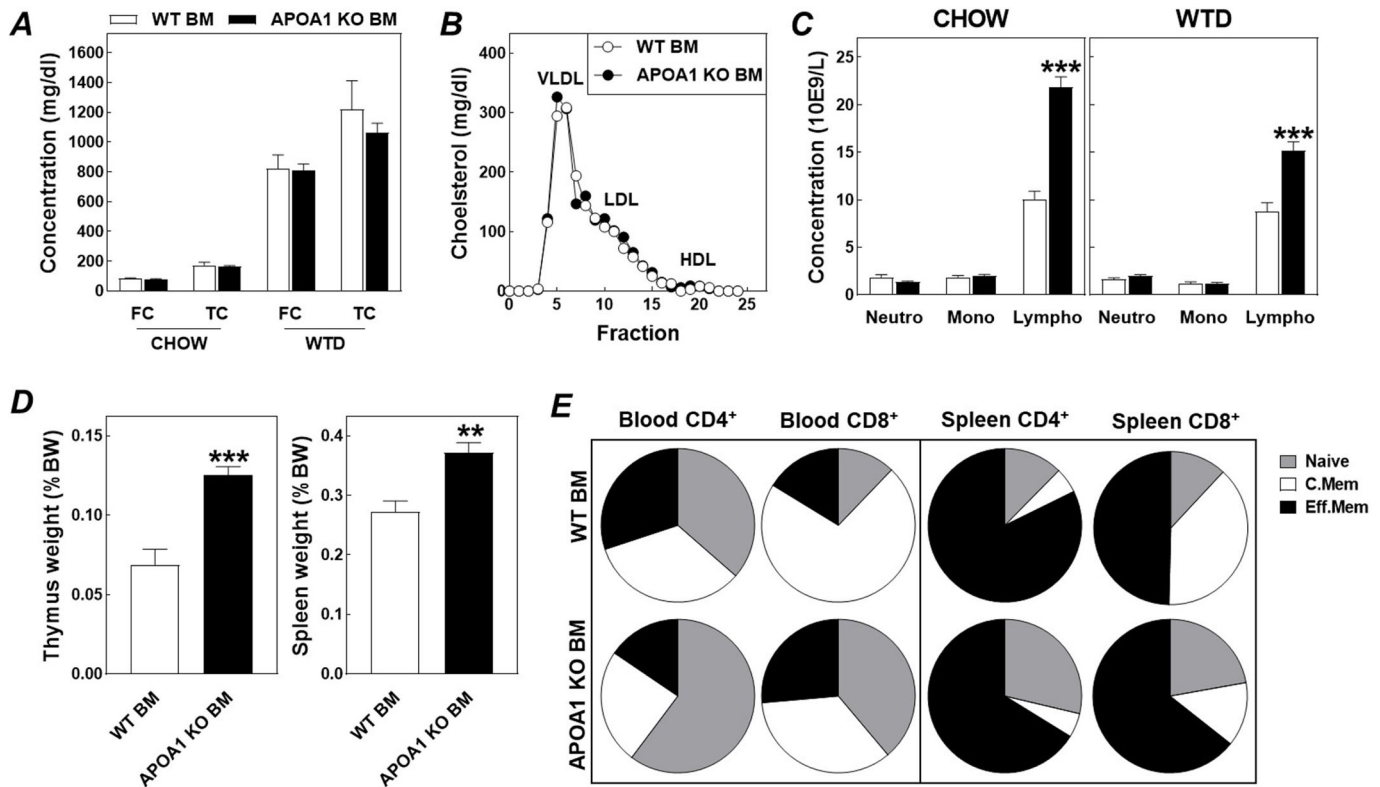 A
WT BM
APOA1 KO BM
Concentration (mg/dl)
1600
1400
1200
1000
800
600
400
200
0
FC
TC
FC
TC
CHOW
WTD
B
WT BM
APOA1 KO BM
Choelsterol (mg/dl)
400
300
200
100
0
VLDL
LDL
HDL
0
5
10
15
20
25
Fraction
C
CHOW
WTD
Concentration (10E9/L)
25
20
15
10
5
0
***
***
Neutro
Mono
Lympho
Neutro
Mono
Lympho
D
Thymus weight (% BW)
0.15
0.10
0.05
0.00
***
WT BM
APOA1 KO BM
Spleen weight (% BW)
0.4
0.3
0.2
0.1
0.0
**
WT BM
APOA1 KO BM
E
Blood CD4⁺
Blood CD8⁺
Spleen CD4⁺
Spleen CD8⁺
WT BM
APOA1 KO BM
Naive
C.Mem
Eff.Mem